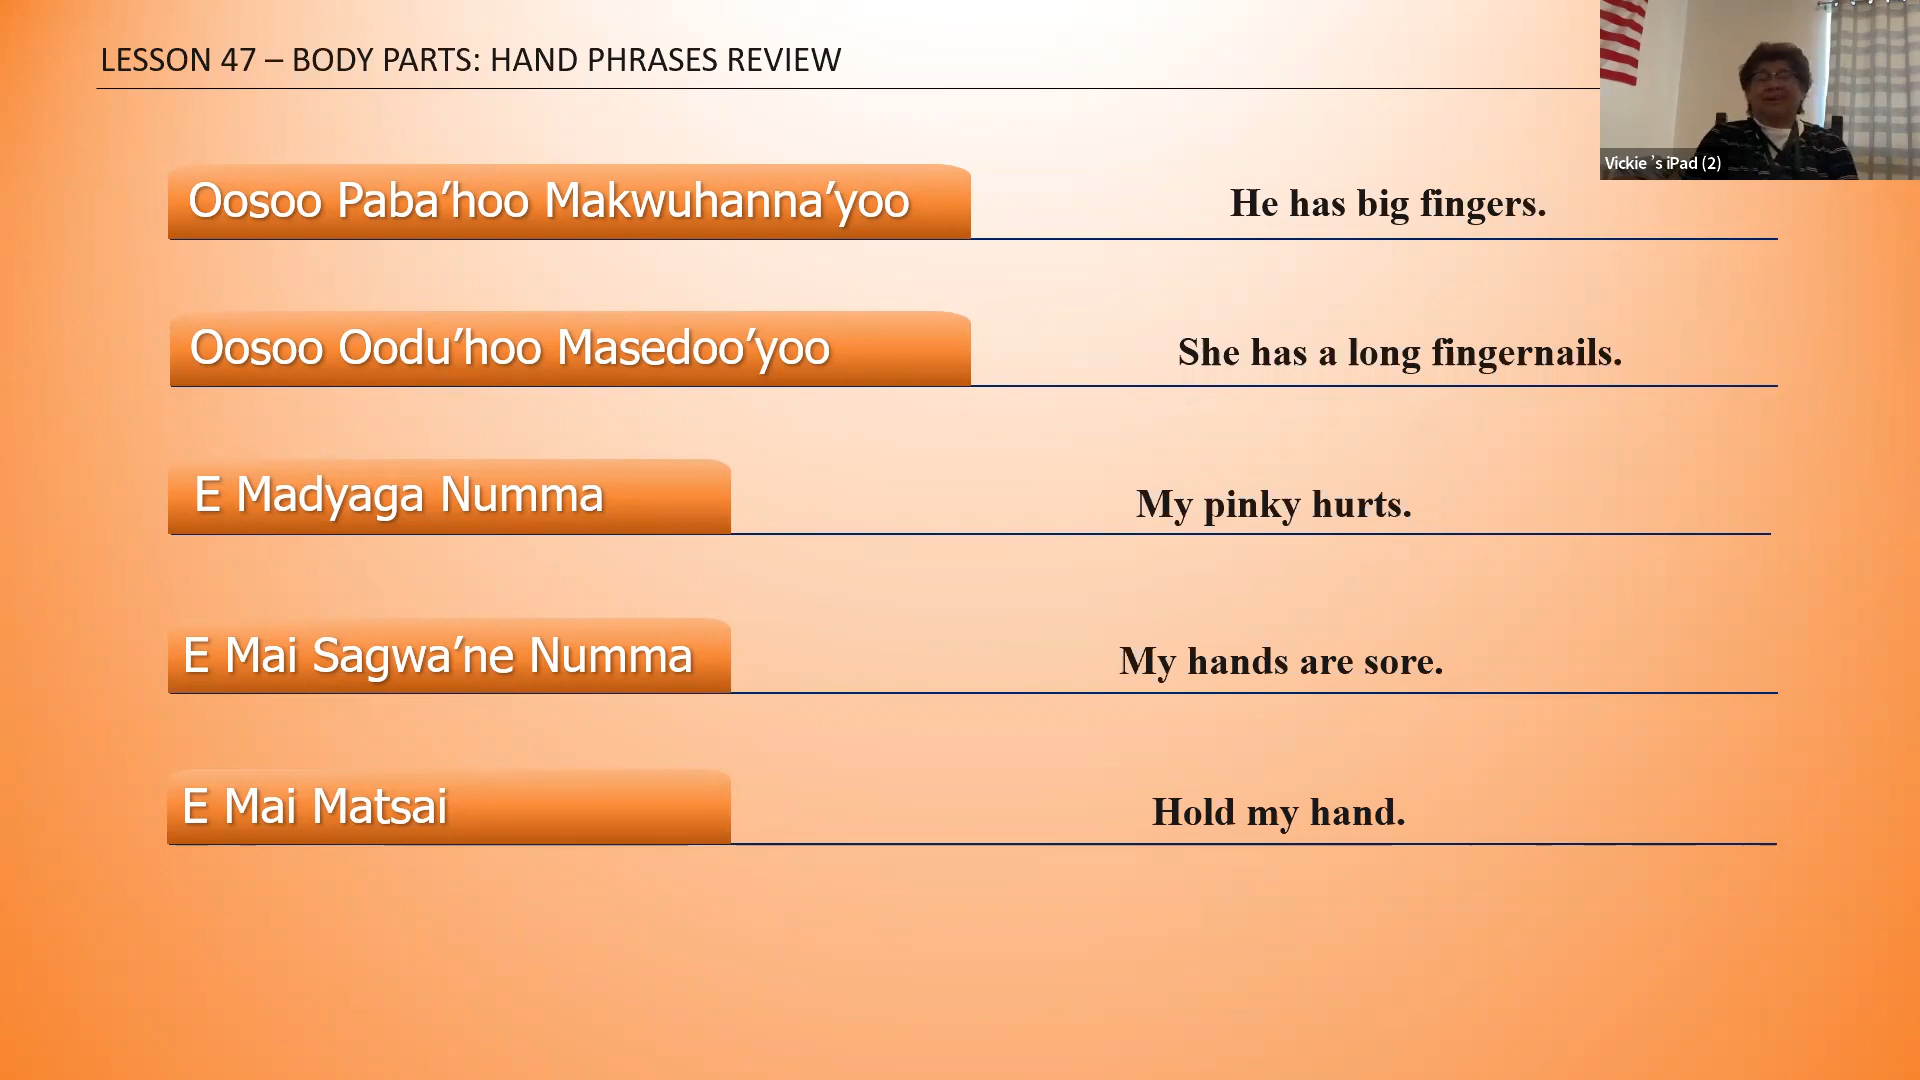 LESSON 47 – BODY PARTS: HAND PHRASES REVIEW
Vickie ’s iPad (2)
Oosoo Paba’hoo Makwuhanna’yoo
He has big fingers.
Oosoo Oodu’hoo Masedoo’yoo
She has a long fingernails.
E Madyaga Numma
My pinky hurts.
E Mai Sagwa’ne Numma
My hands are sore.
E Mai Matsai
Hold my hand.